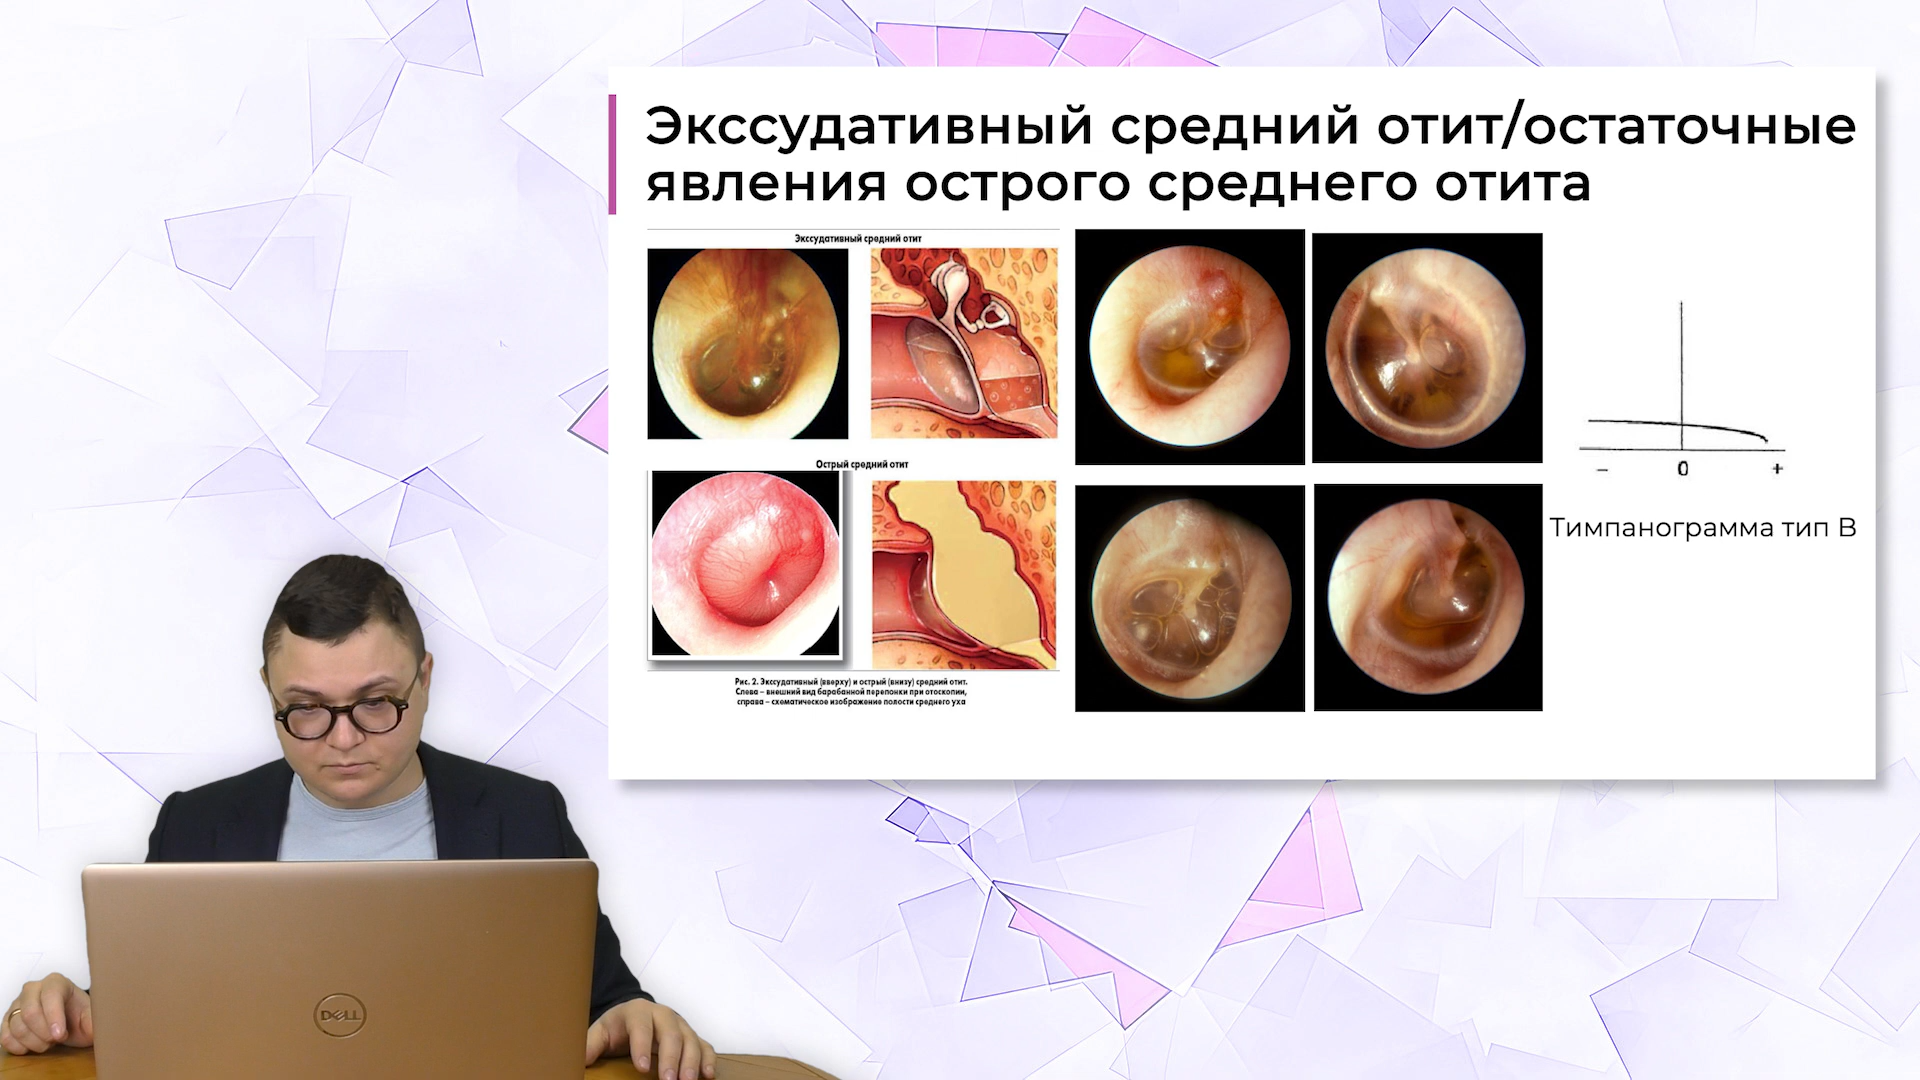 Экссудативный средний отит/остаточные
явления острого среднего отита
Экссудативный средний отит
Острый средний отит
Рис. 2. Экссудативный (вверху) и острый (внизу) средний отит.
Слева – внешний вид барабанной перепонки при отоскопии,
справа – схематическое изображение полости среднего уха
– 0 +
Тимпанограмма тип В
DELL